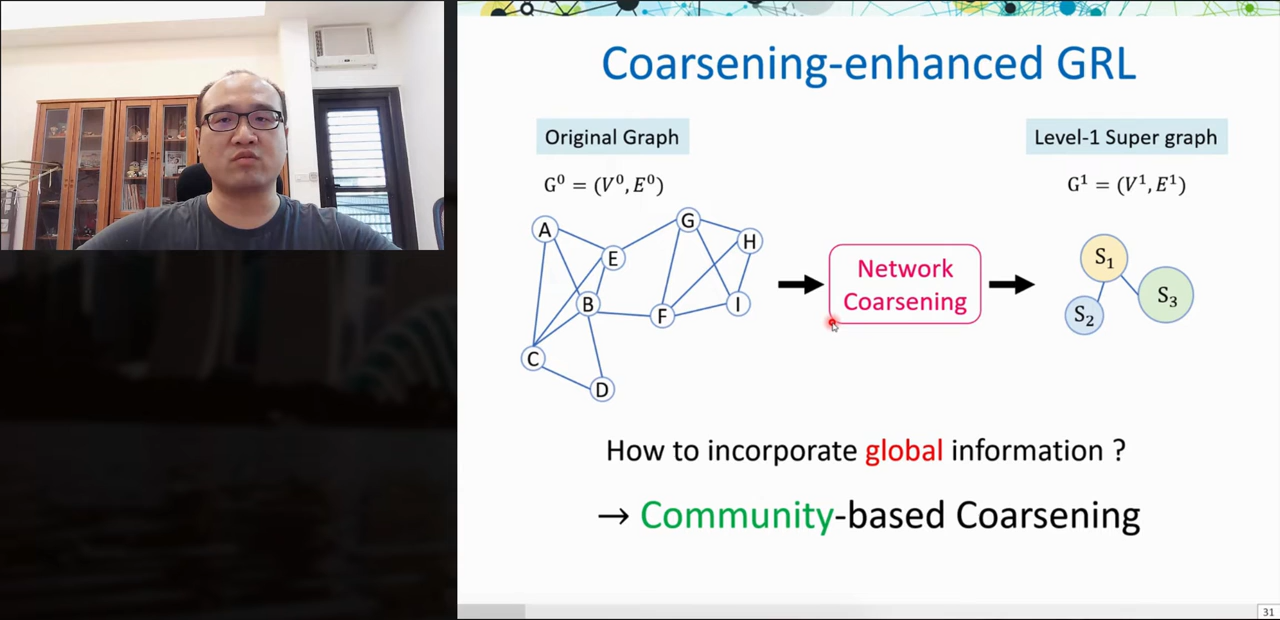 Coarsening-enhanced GRL
Original Graph
Level-1 Super graph
G⁰ = (V⁰, E⁰)
G¹ = (V¹, E¹)
A
G
H
E
B
I
F
C
D
Network
Coarsening
S₁
S₂
S₃
How to incorporate global information ?
→ Community-based Coarsening
31